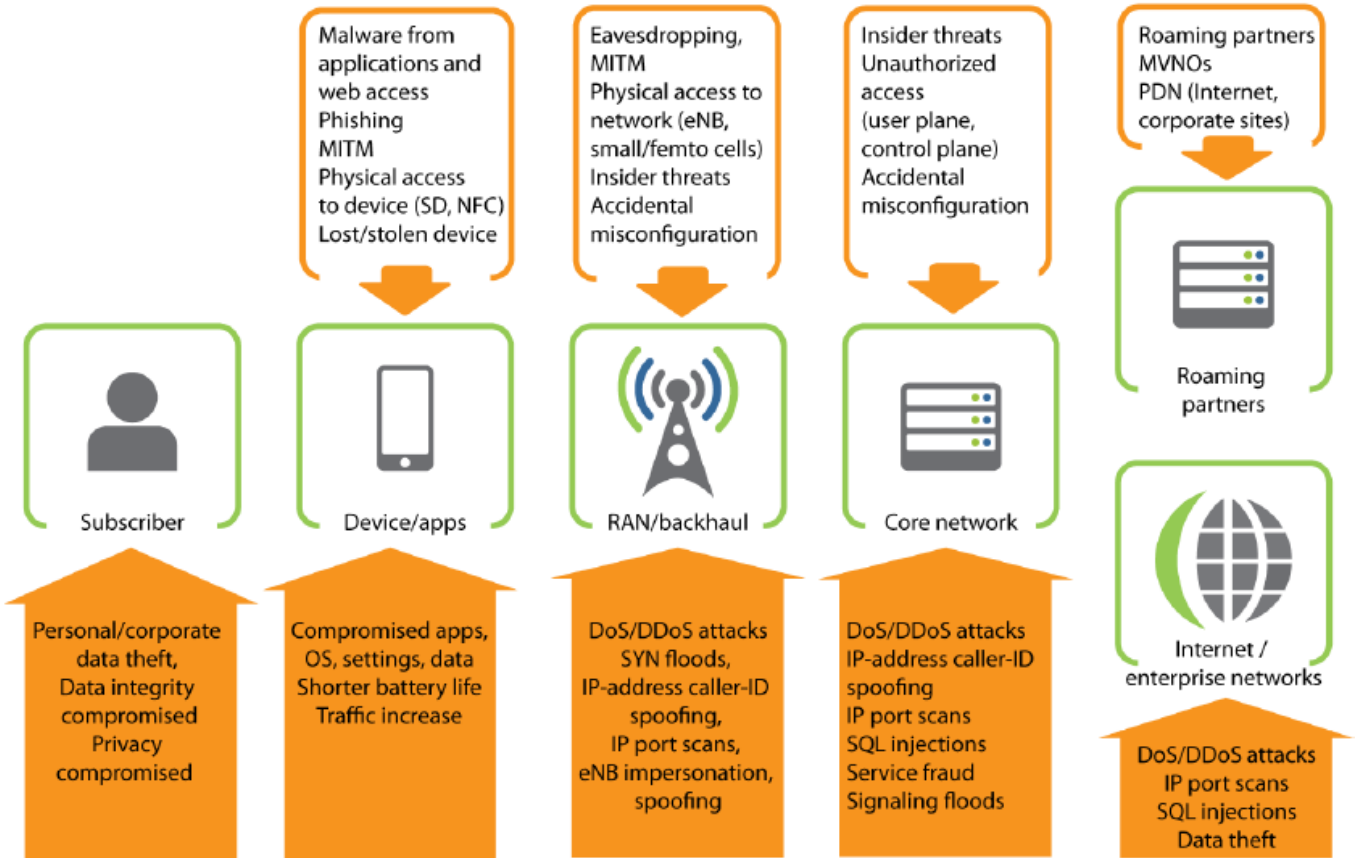 Malware from
applications and
web access
Phishing
MITM
Physical access
to device (SD, NFC)
Lost/stolen device
Eavesdropping,
MITM
Physical access to
network (eNB,
small/femto cells)
Insider threats
Accidental
misconfiguration
Insider threats
Unauthorized
access
(user plane,
control plane)
Accidental
misconfiguration
Roaming partners
MVNOs
PDN (Internet,
corporate sites)
Subscriber
Device/apps
RAN/backhaul
Core network
Roaming
partners
Internet /
enterprise networks
Personal/corporate
data theft,
Data integrity
compromised
Privacy
compromised
Compromised apps,
OS, settings, data
Shorter battery life
Traffic increase
DoS/DDoS attacks
SYN floods,
IP-address caller-ID
spoofing,
IP port scans,
eNB impersonation,
spoofing
DoS/DDoS attacks
IP-address caller-ID
spoofing
IP port scans
SQL injections
Service fraud
Signaling floods
DoS/DDoS attacks
IP port scans
SQL injections
Data theft